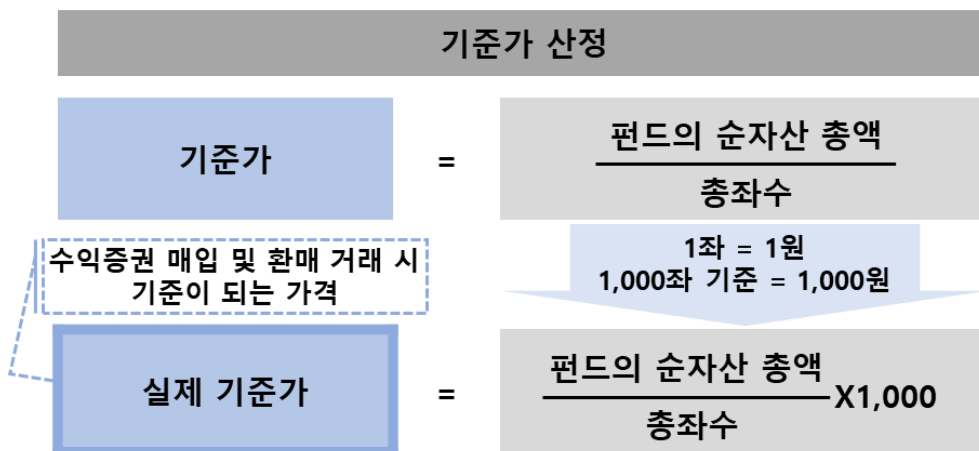 기준가 산정
기준가
=
펀드의 순자산 총액
총좌수
수익증권 매입 및 환매 거래 시
기준이 되는 가격
1좌 = 1원
1,000좌 기준 = 1,000원
실제 기준가
=
펀드의 순자산 총액
총좌수
X1,000